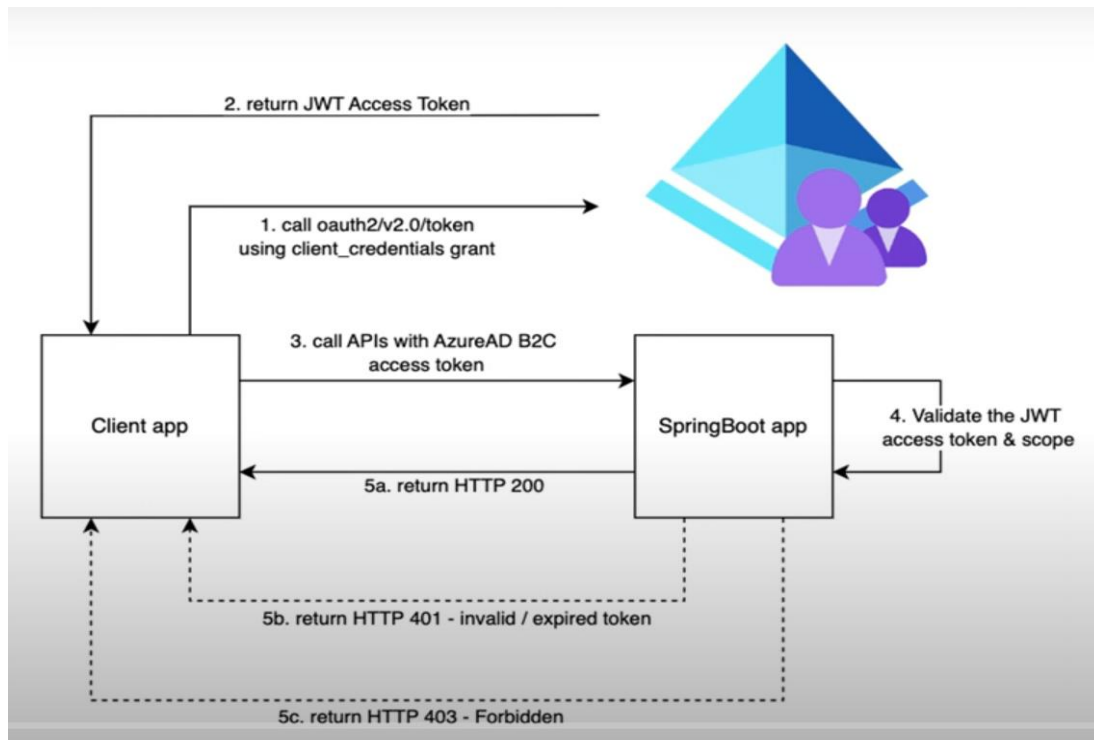 2. return JWT Access Token
1. call oauth2/v2.0/token
using client_credentials grant
3. call APIs with AzureAD B2C
access token
Client app
SpringBoot app
4. Validate the JWT
access token & scope
5a. return HTTP 200
5b. return HTTP 401 - invalid / expired token
5c. return HTTP 403 - Forbidden